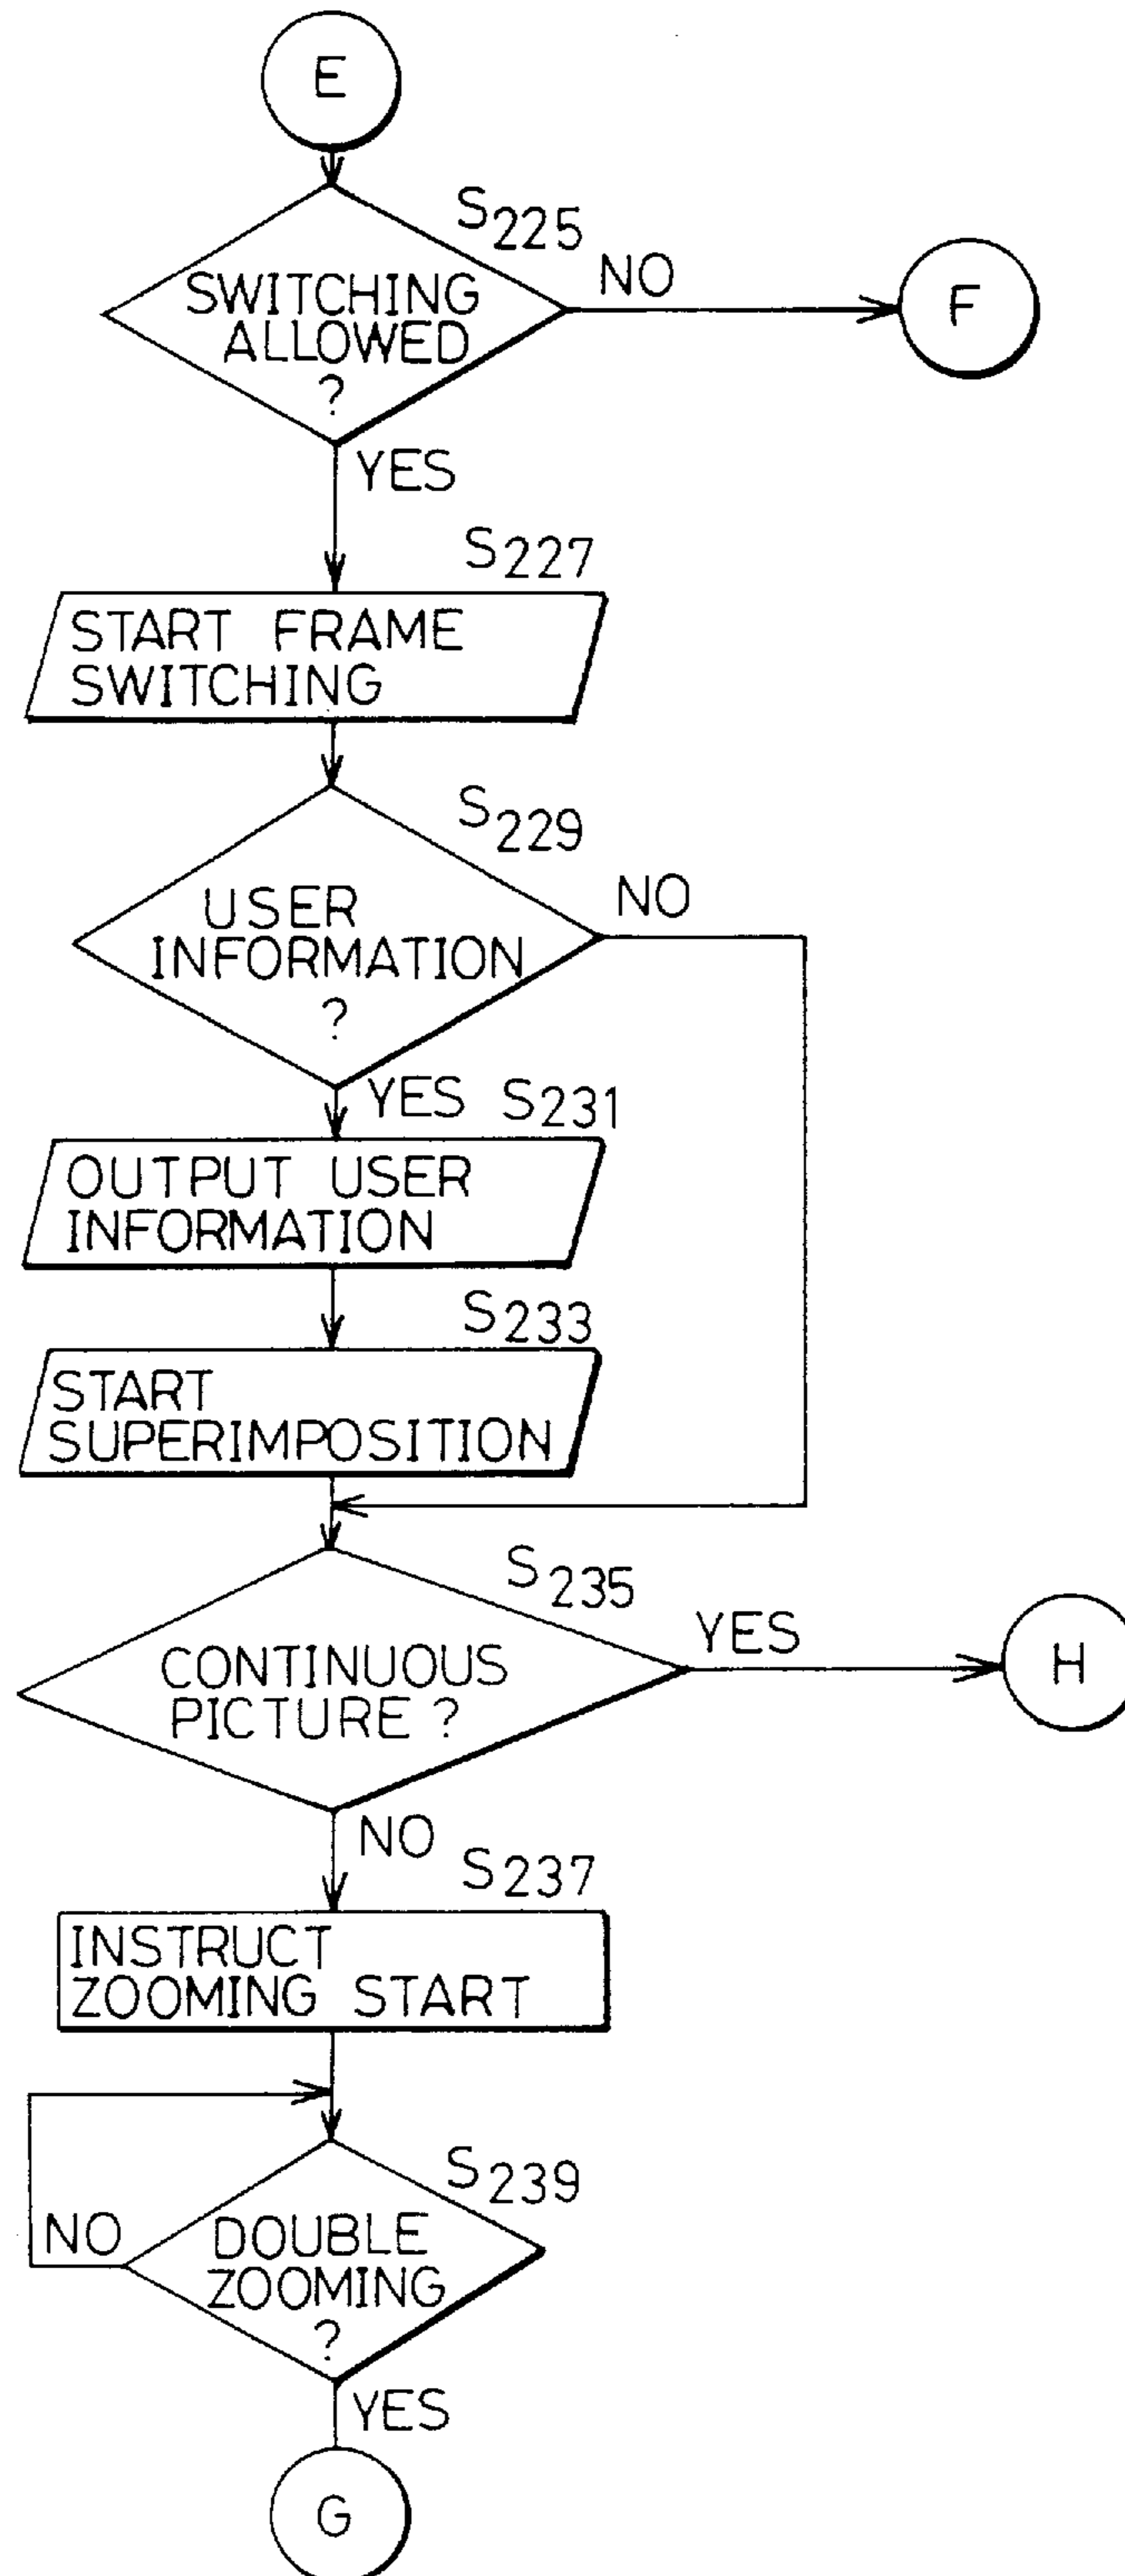 E
S225
SWITCHING
ALLOWED
?
NO
F
YES
S227
START FRAME
SWITCHING
S229
USER
INFORMATION
?
NO
YES S231
OUTPUT USER
INFORMATION
S233
START
SUPERIMPOSITION
S235
CONTINUOUS
PICTURE ?
YES
H
NO
S237
INSTRUCT
ZOOMING START
S239
NO
DOUBLE
ZOOMING
?
YES
G